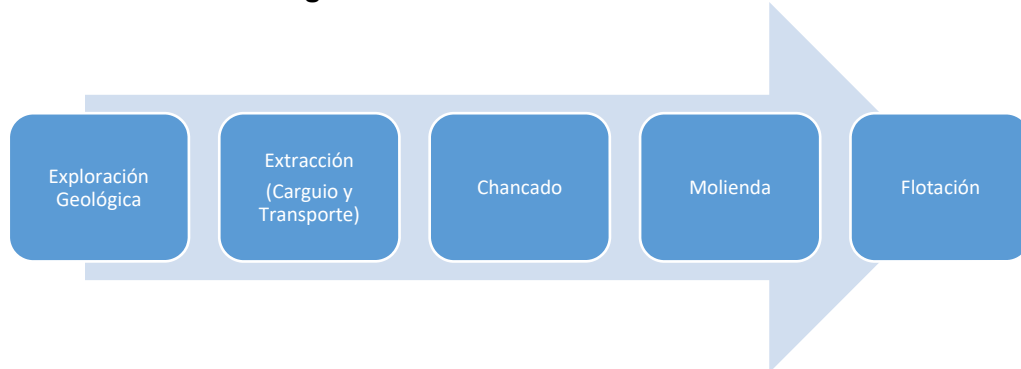 Exploración
Geológica
Extracción
(Carguio y
Transporte)
Chancado
Molienda
Flotación